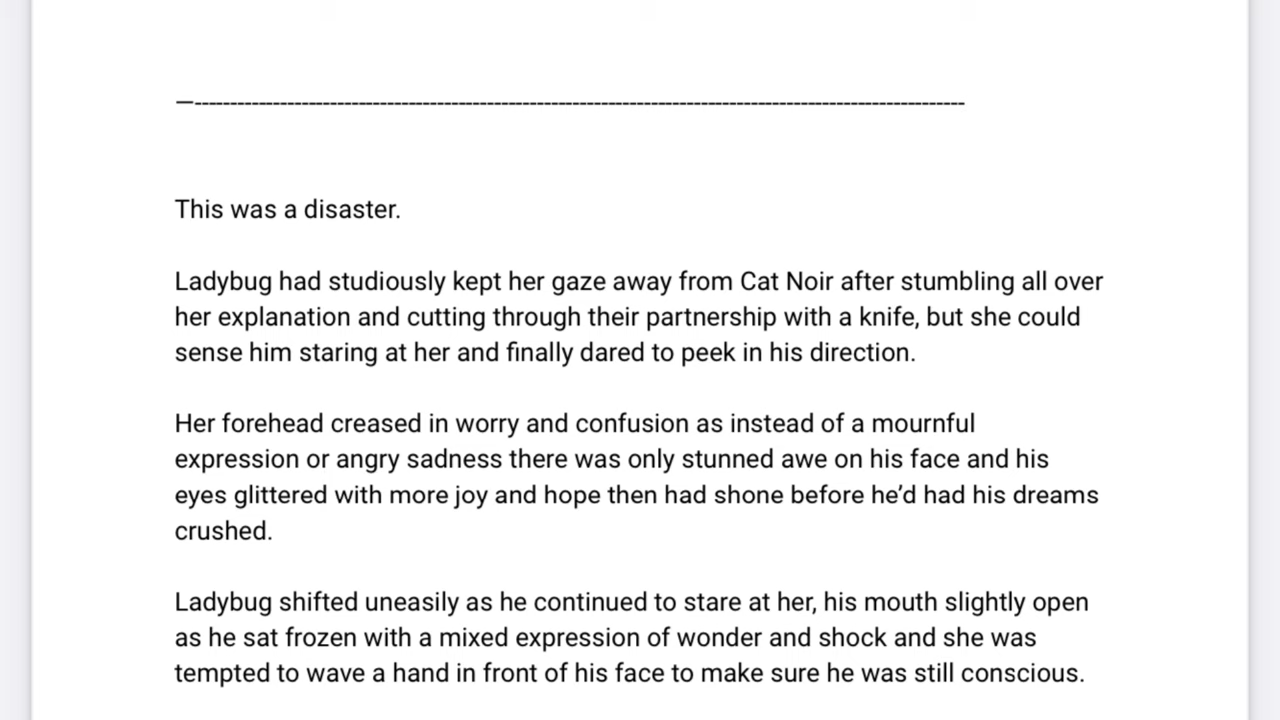 This was a disaster.
Ladybug had studiously kept her gaze away from Cat Noir after stumbling all over
her explanation and cutting through their partnership with a knife, but she could
sense him staring at her and finally dared to peek in his direction.
Her forehead creased in worry and confusion as instead of a mournful
expression or angry sadness there was only stunned awe on his face and his
eyes glittered with more joy and hope then had shone before he’d had his dreams
crushed.
Ladybug shifted uneasily as he continued to stare at her, his mouth slightly open
as he sat frozen with a mixed expression of wonder and shock and she was
tempted to wave a hand in front of his face to make sure he was still conscious.